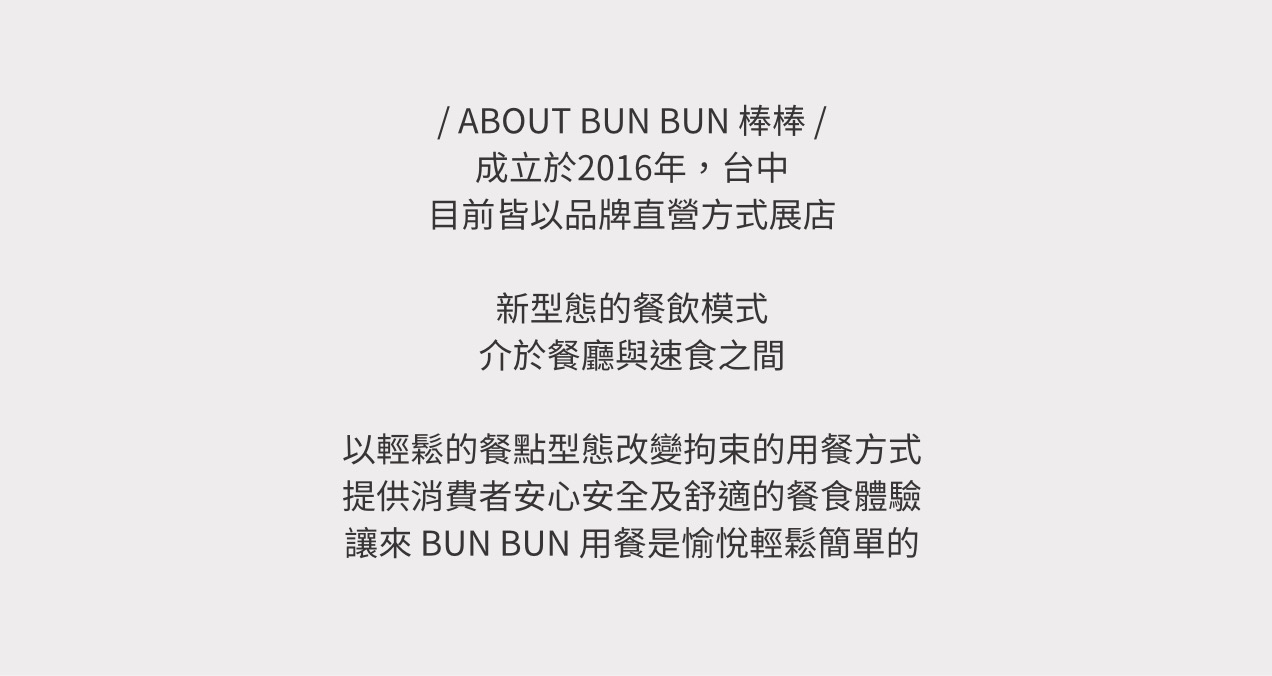 / ABOUT BUN BUN 棒棒 /
成立於2016年，台中
目前皆以品牌直營方式展店
新型態的餐飲模式
介於餐廳與速食之間
以輕鬆的餐點型態改變拘束的用餐方式
提供消費者安心安全及舒適的餐食體驗
讓來 BUN BUN 用餐是愉悅輕鬆簡單的